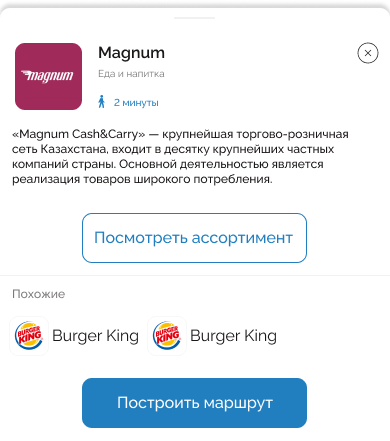 Magnum
magnum
Еда и напитка
2 минуты
«Magnum Cash&Carry» — крупнейшая торгово-розничная
сеть Казахстана, входит в десятку крупнейших частных
компаний страны. Основной деятельностью является
реализация товаров широкого потребления.
Посмотреть ассортимент
Похожие
BURGER
KING
Burger King
BURGER
KING
Burger King
Построить маршрут